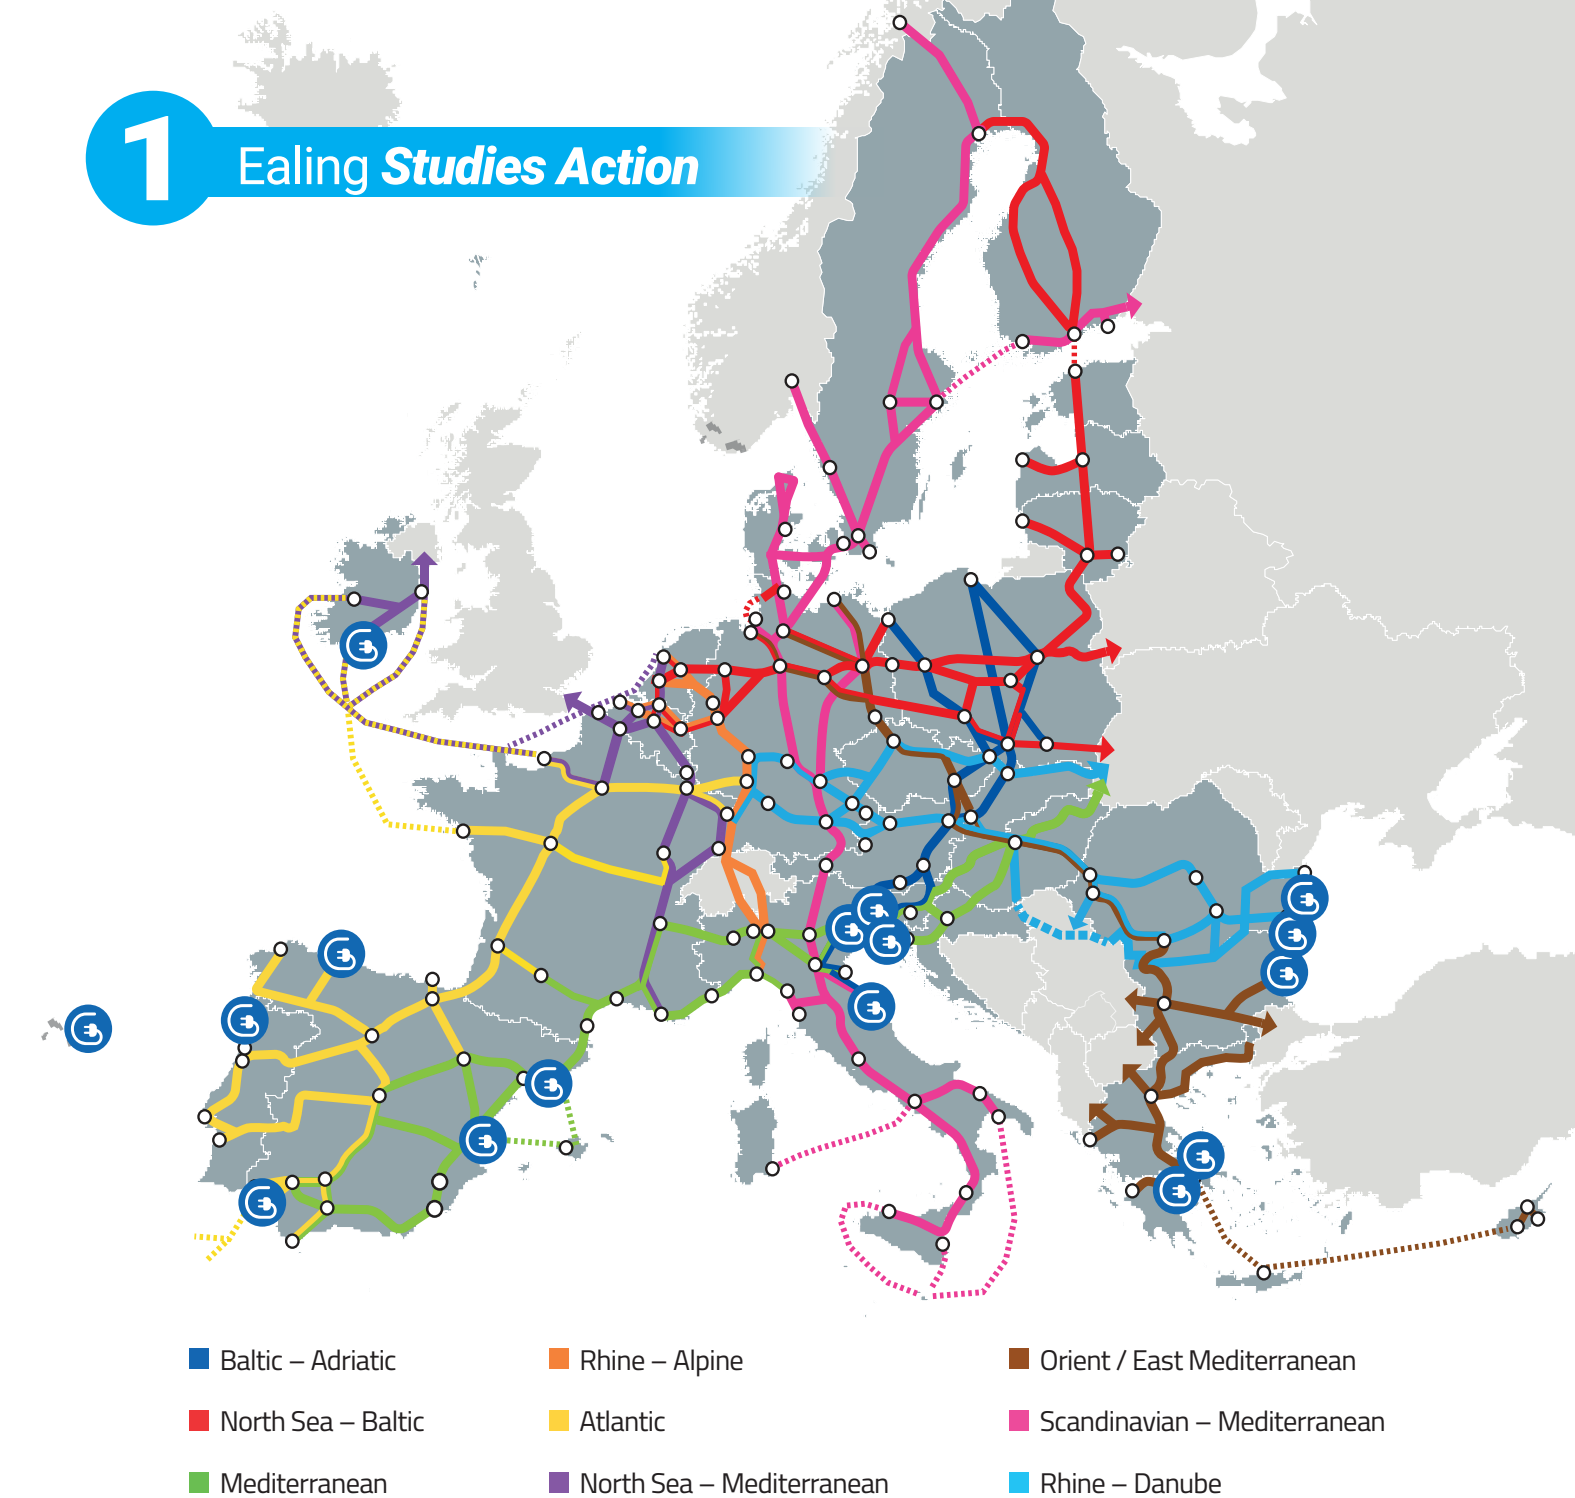 1
Ealing Studies Action
Baltic – Adriatic
Rhine – Alpine
Orient / East Mediterranean
North Sea – Baltic
Atlantic
Scandinavian – Mediterranean
Mediterranean
North Sea – Mediterranean
Rhine – Danube